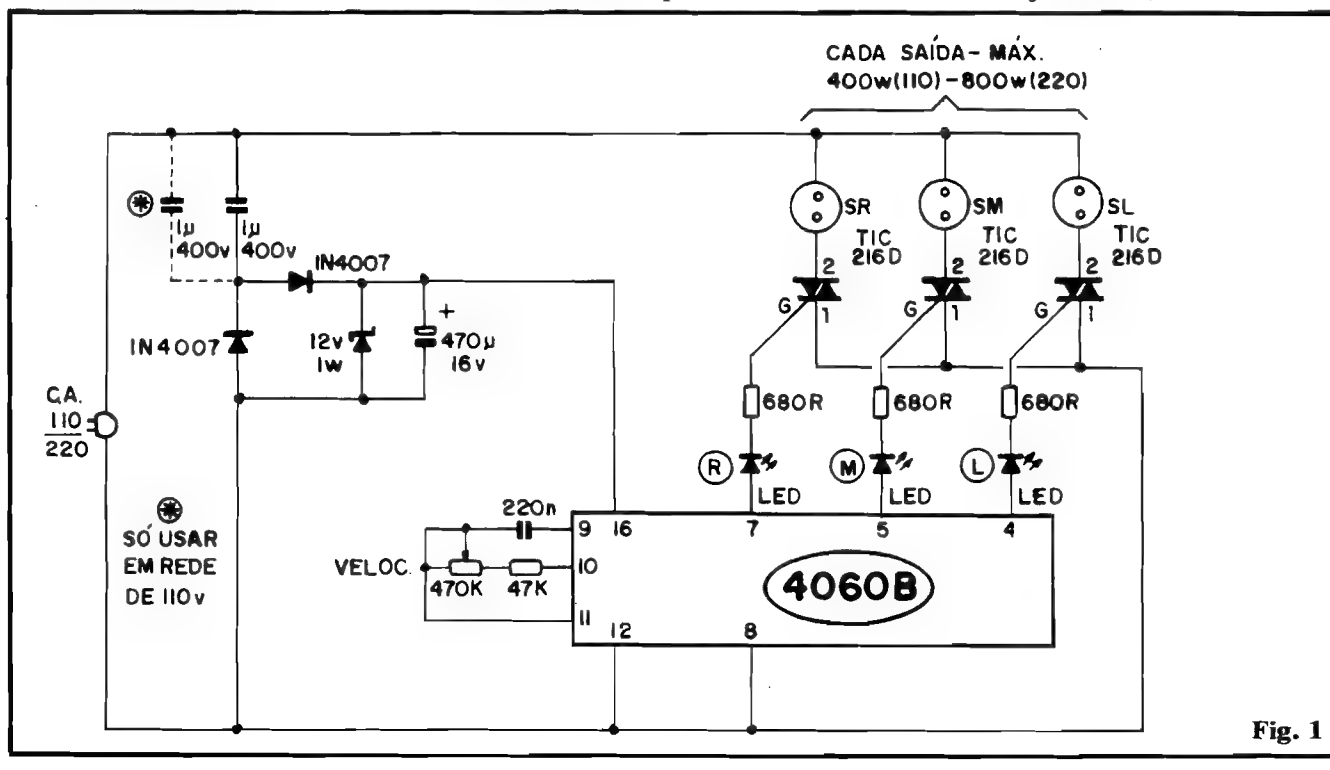 CADA SAÍDA - MÁX.
400w(110) - 800w(220)
1µ
400v
1µ
400v
1N4007
1N4007
12v
1w
+
470µ
16v
C.A.
110
220
SÓ USAR
EM REDE
DE 110v
SR
TIC
216D
2
G
1
SM
TIC
216D
2
G
1
SL
TIC
216D
2
G
1
680R
680R
680R
R
LED
M
LED
L
LED
220n
VELOC.
470K
47K
9
10
11
16
7
5
4
12
8
4060B
Fig. 1